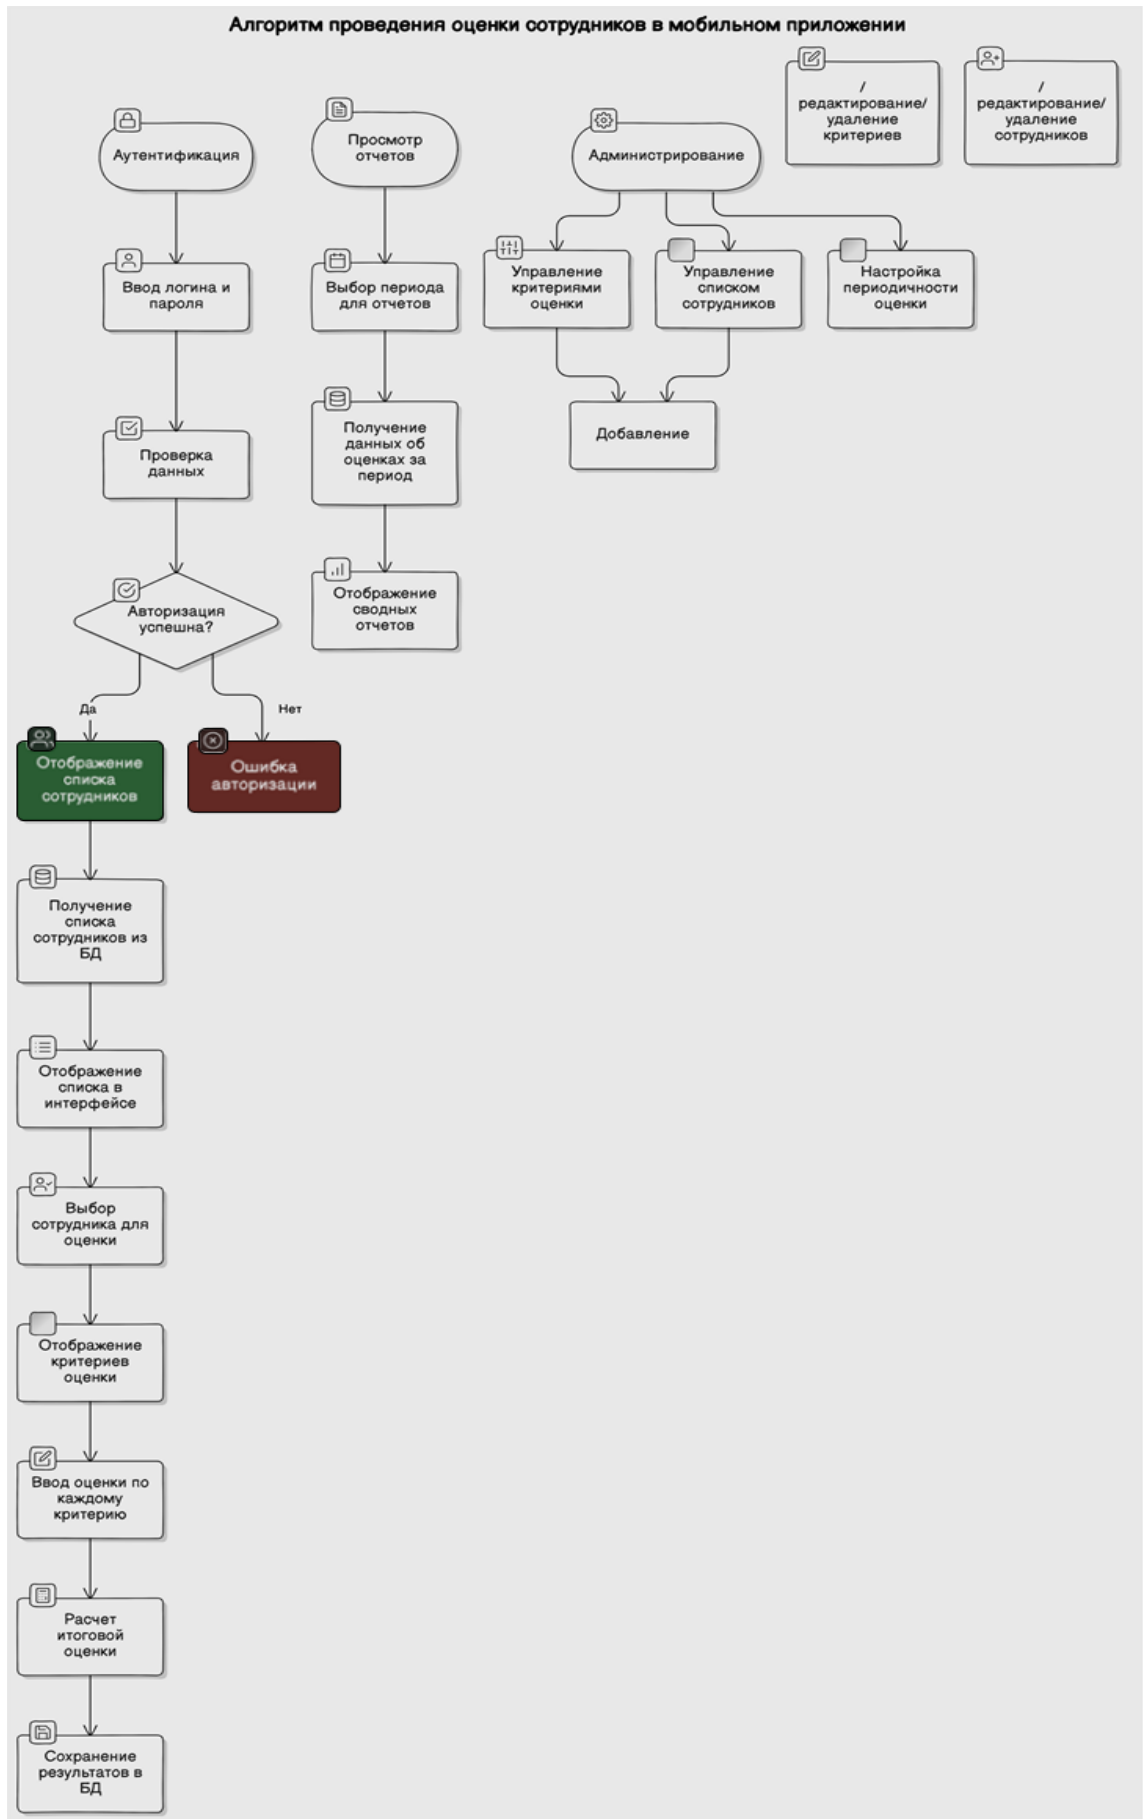 Алгоритм проведения оценки сотрудников в мобильном приложении
Аутентификация
Ввод логина и
пароля
Проверка
данных
Авторизация
успешна?
Да
Нет
Отображение
списка
сотрудников
Ошибка
авторизации
Получение
списка
сотрудников из
БД
Отображение
списка в
интерфейсе
Выбор
сотрудника для
оценки
Отображение
критериев
оценки
Ввод оценки по
каждому
критерию
Расчет
итоговой
оценки
Сохранение
результатов в
БД
Просмотр
отчетов
Выбор периода
для отчетов
Получение
данных об
оценках за
период
Отображение
сводных
отчетов
Администрирование
Управление
критериями
оценки
Управление
списком
сотрудников
Настройка
периодичности
оценки
Добавление
/
редактирование/
удаление
критериев
/
редактирование/
удаление
сотрудников